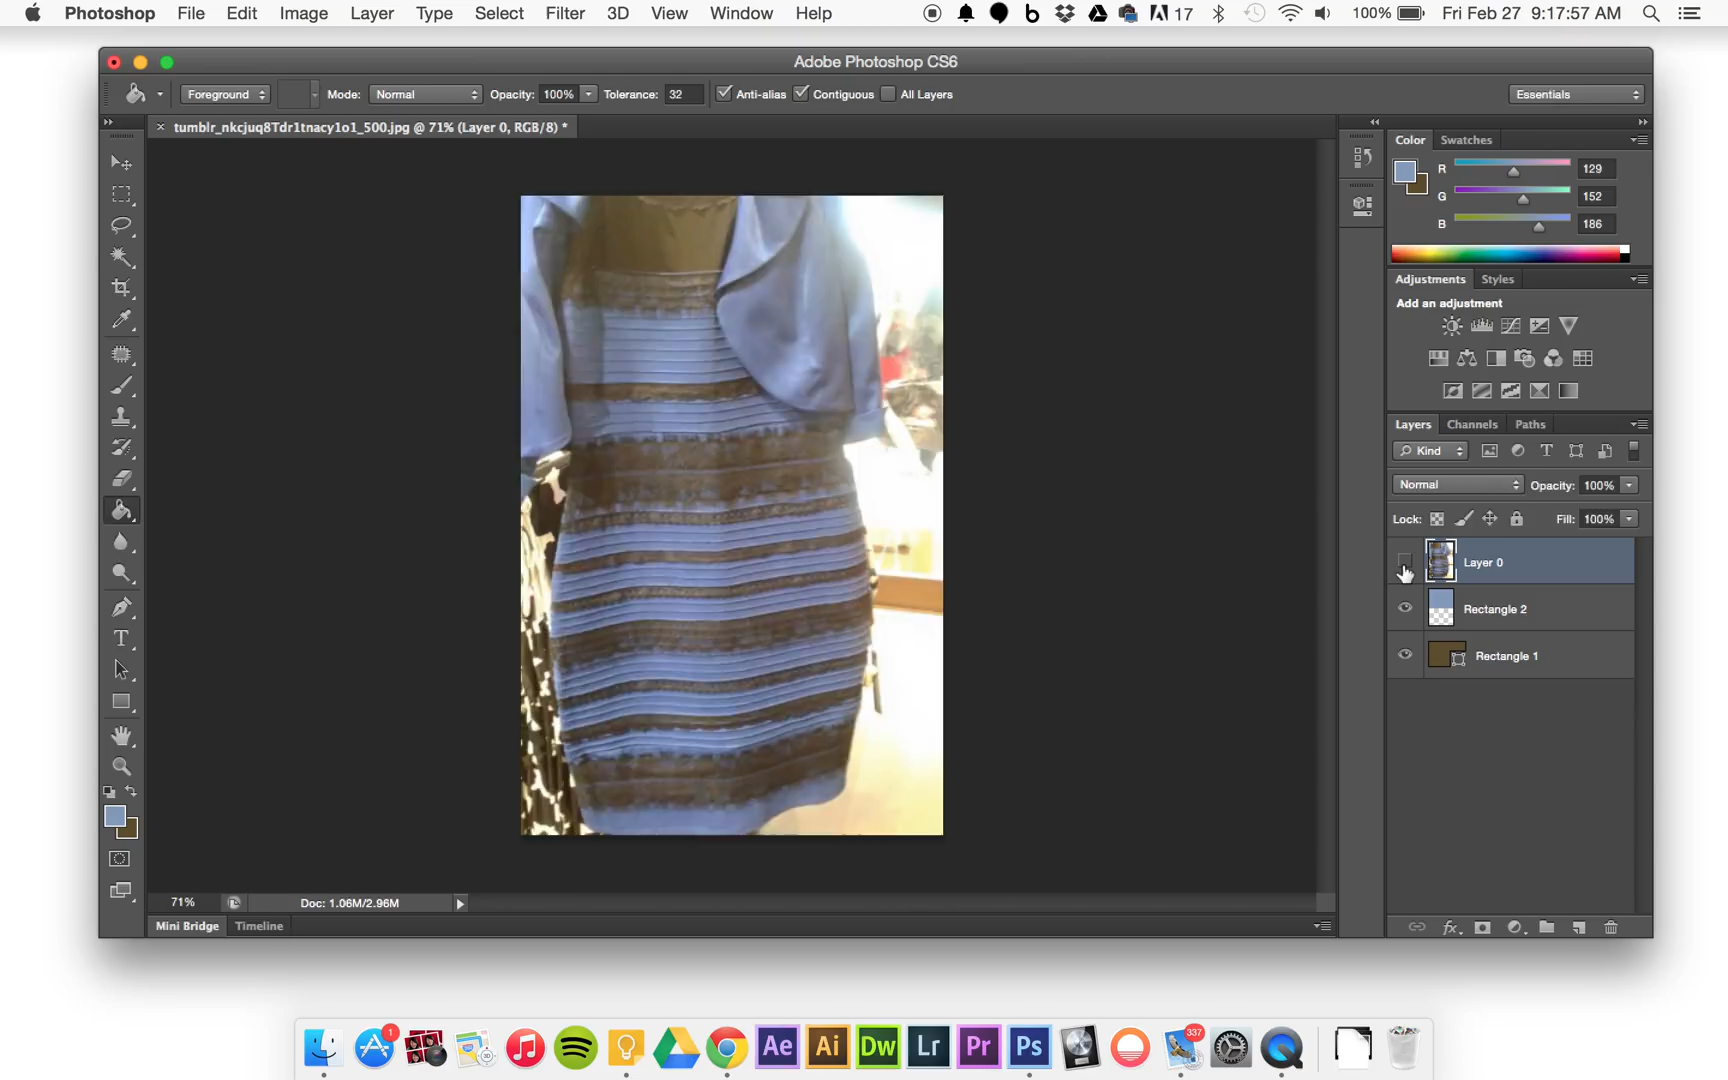 Photoshop File Edit Image Layer Type Select Filter 3D View Window Help 17 100% Fri Feb 27 9:17:57 AM
Adobe Photoshop CS6
Foreground Mode: Normal Opacity: 100% Tolerance: 32 Anti-alias Contiguous All Layers Essentials
tumblr_nkcjuq8Tdr1tnacy1o1_500.jpg @ 71% (Layer 0, RGB/8) *
Color Swatches
R 129
G 152
B 186
Adjustments Styles
Add an adjustment
Layers Channels Paths
Kind
Normal Opacity: 100%
Lock: Fill: 100%
Layer 0
Rectangle 2
Rectangle 1
71% Doc: 1.06M/2.96M
Mini Bridge Timeline
fx
1 3D Ae Ai Dw Lr Pr Ps 337